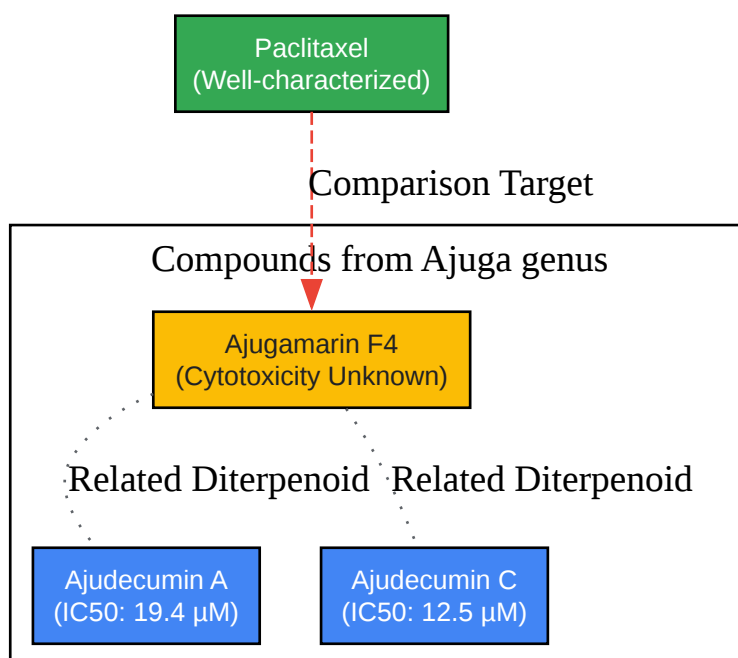 Paclitaxel
(Well-characterized)
Comparison Target
Compounds from Ajuga genus
Ajugamarin F4
(Cytotoxicity Unknown)
Related Diterpenoid
Related Diterpenoid
Ajudecumin A
(IC50: 19.4 µM)
Ajudecumin C
(IC50: 12.5 µM)